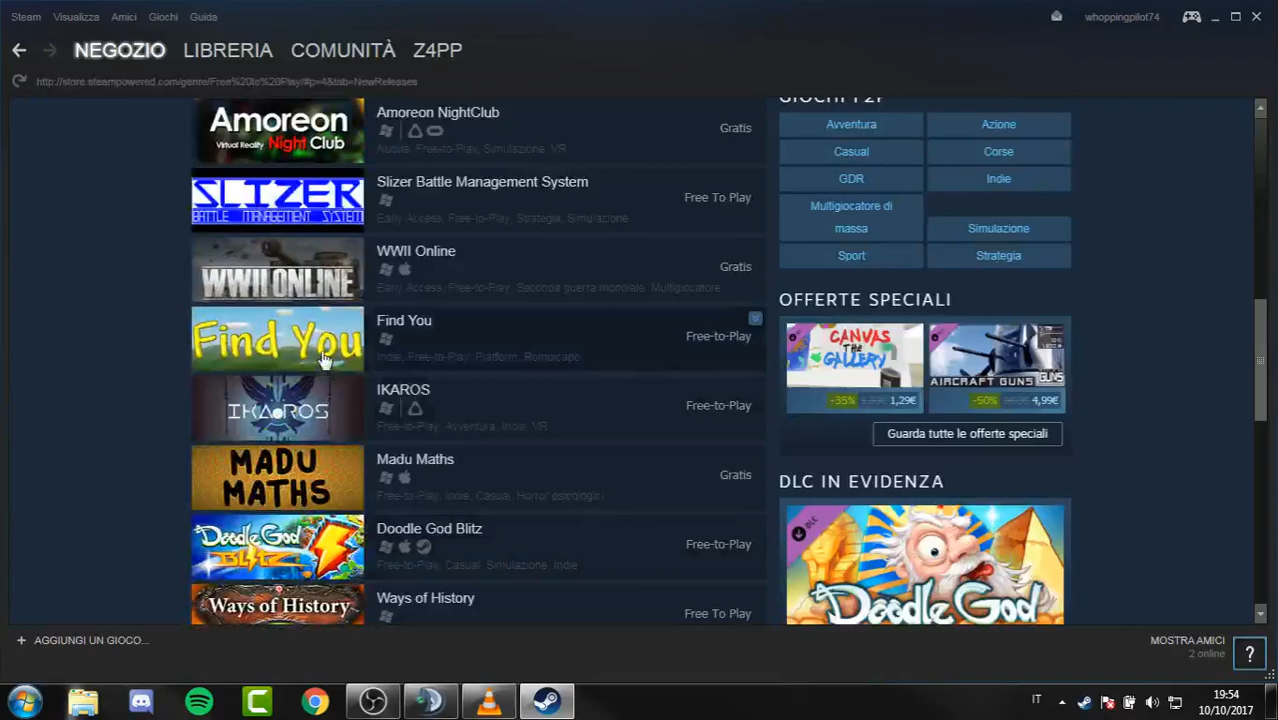 Steam Visualizza Amici Giochi Guida
whoppingpilot74
NEGOZIO LIBRERIA COMUNITÀ Z4PP
http://store.steampowered.com/genre/Free%20to%20Play/#p=4&tab=NewReleases
Amoreon
Virtual Reality Night Club
Amoreon NightClub
Gratis
Nudità, Free-to-Play, Simulazione, VR
SLIZER
BATTLE MANAGEMENT SYSTEM
Slizer Battle Management System
Free To Play
Early Access, Free-to-Play, Strategia, Simulazione
WWII ONLINE
WWII Online
Gratis
Early Access, Free-to-Play, Seconda guerra mondiale, Multigiocatore
Find You
Find You
Free-to-Play
Indie, Free-to-Play, Platform, Rompicapo
IKAROS
IKAROS
Free-to-Play
Free-to-Play, Avventura, Indie, VR
MADU
MATHS
Madu Maths
Gratis
Free-to-Play, Indie, Casual, Horror psicologici
Doodle God
BLITZ
Doodle God Blitz
Free-to-Play
Free-to-Play, Casual, Simulazione, Indie
Ways of History
Ways of History
Free To Play
GIOCHI F2P
Avventura Azione
Casual Corse
GDR Indie
Multigiocatore di
massa
Simulazione
Sport Strategia
OFFERTE SPECIALI
CANVAS
THE
GALLERY
-35% 1,29€
AIRCRAFT GUNS
GUNS
-50% 4,99€
Guarda tutte le offerte speciali
DLC IN EVIDENZA
DLC
Doodle God
+ AGGIUNGI UN GIOCO...
MOSTRA AMICI
2 online
?
IT
19:54
10/10/2017